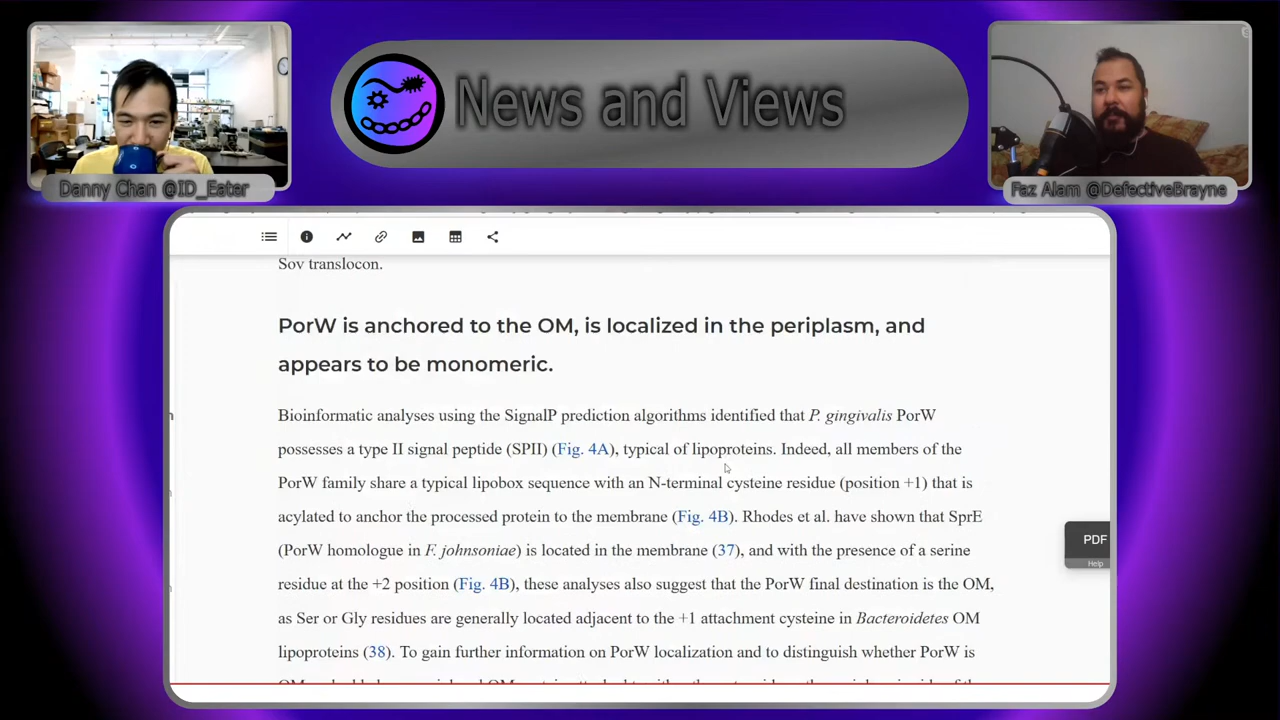 News and Views
Danny Chan @ID_Eater
Faz Alam @DefectiveBrayne
Sov translocon.
PorW is anchored to the OM, is localized in the periplasm, and
appears to be monomeric.
Bioinformatic analyses using the SignalP prediction algorithms identified that P. gingivalis PorW
possesses a type II signal peptide (SPII) (Fig. 4A), typical of lipoproteins. Indeed, all members of the
PorW family share a typical lipobox sequence with an N-terminal cysteine residue (position +1) that is
acylated to anchor the processed protein to the membrane (Fig. 4B). Rhodes et al. have shown that SprE
(PorW homologue in F. johnsoniae) is located in the membrane (37), and with the presence of a serine
residue at the +2 position (Fig. 4B), these analyses also suggest that the PorW final destination is the OM,
as Ser or Gly residues are generally located adjacent to the +1 attachment cysteine in Bacteroidetes OM
lipoproteins (38). To gain further information on PorW localization and to distinguish whether PorW is
PDF
Help